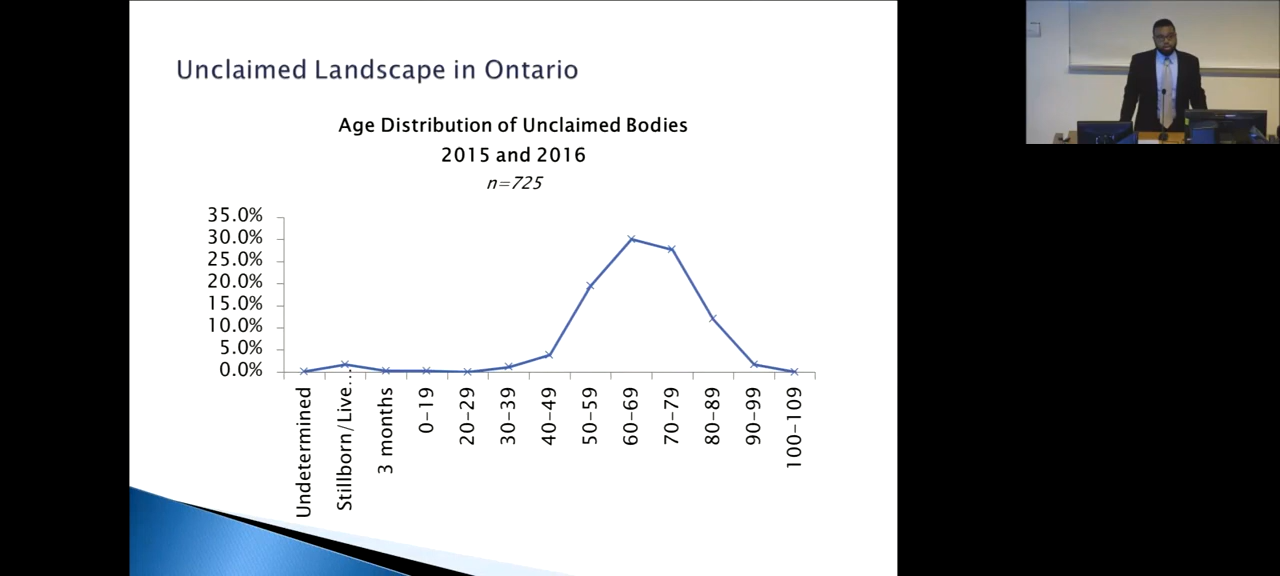 Unclaimed Landscape in Ontario
Age Distribution of Unclaimed Bodies
2015 and 2016
n=725
35.0%
30.0%
25.0%
20.0%
15.0%
10.0%
5.0%
0.0%
Undetermined
Stillborn/Live...
3 months
0-19
20-29
30-39
40-49
50-59
60-69
70-79
80-89
90-99
100-109